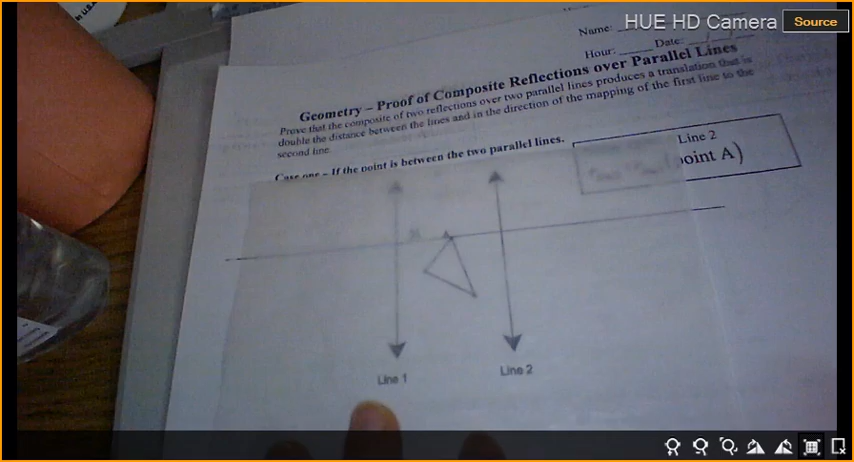 HUE HD Camera
Source
Name:
Hour: Date:
Geometry – Proof of Composite Reflections over Parallel Lines
Prove that the composite of two reflections over two parallel lines produces a translation that is
double the distance between the lines and in the direction of the mapping of the first line to the
second line.
Case one – If the point is between the two parallel lines.
Line 2
point A)
Line 1
Line 2